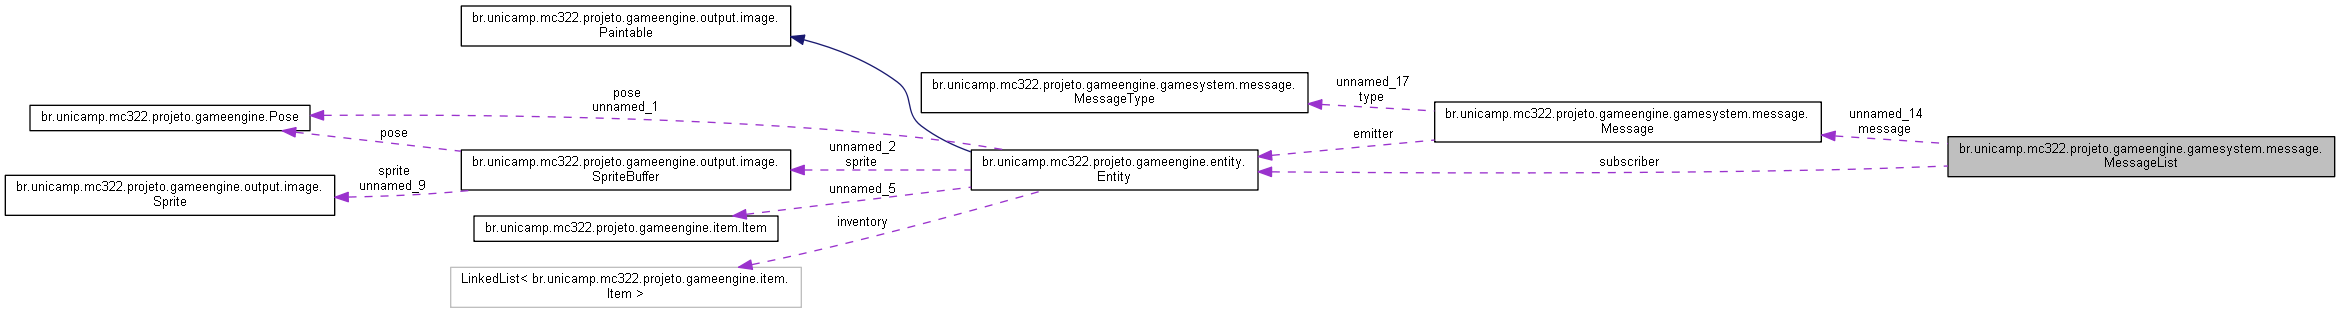 br.unicamp.mc322.projeto.gameengine.output.image.
Paintable
br.unicamp.mc322.projeto.gameengine.gamesystem.message.
MessageType
unnamed_17
type
pose
unnamed_1
br.unicamp.mc322.projeto.gameengine.Pose
br.unicamp.mc322.projeto.gameengine.gamesystem.message.
Message
unnamed_14
message
pose
emitter
unnamed_2
sprite
br.unicamp.mc322.projeto.gameengine.gamesystem.message.
MessageList
br.unicamp.mc322.projeto.gameengine.output.image.
SpriteBuffer
br.unicamp.mc322.projeto.gameengine.entity.
Entity
subscriber
sprite
unnamed_9
br.unicamp.mc322.projeto.gameengine.output.image.
Sprite
unnamed_5
br.unicamp.mc322.projeto.gameengine.item.Item
inventory
LinkedList< br.unicamp.mc322.projeto.gameengine.item.
Item >